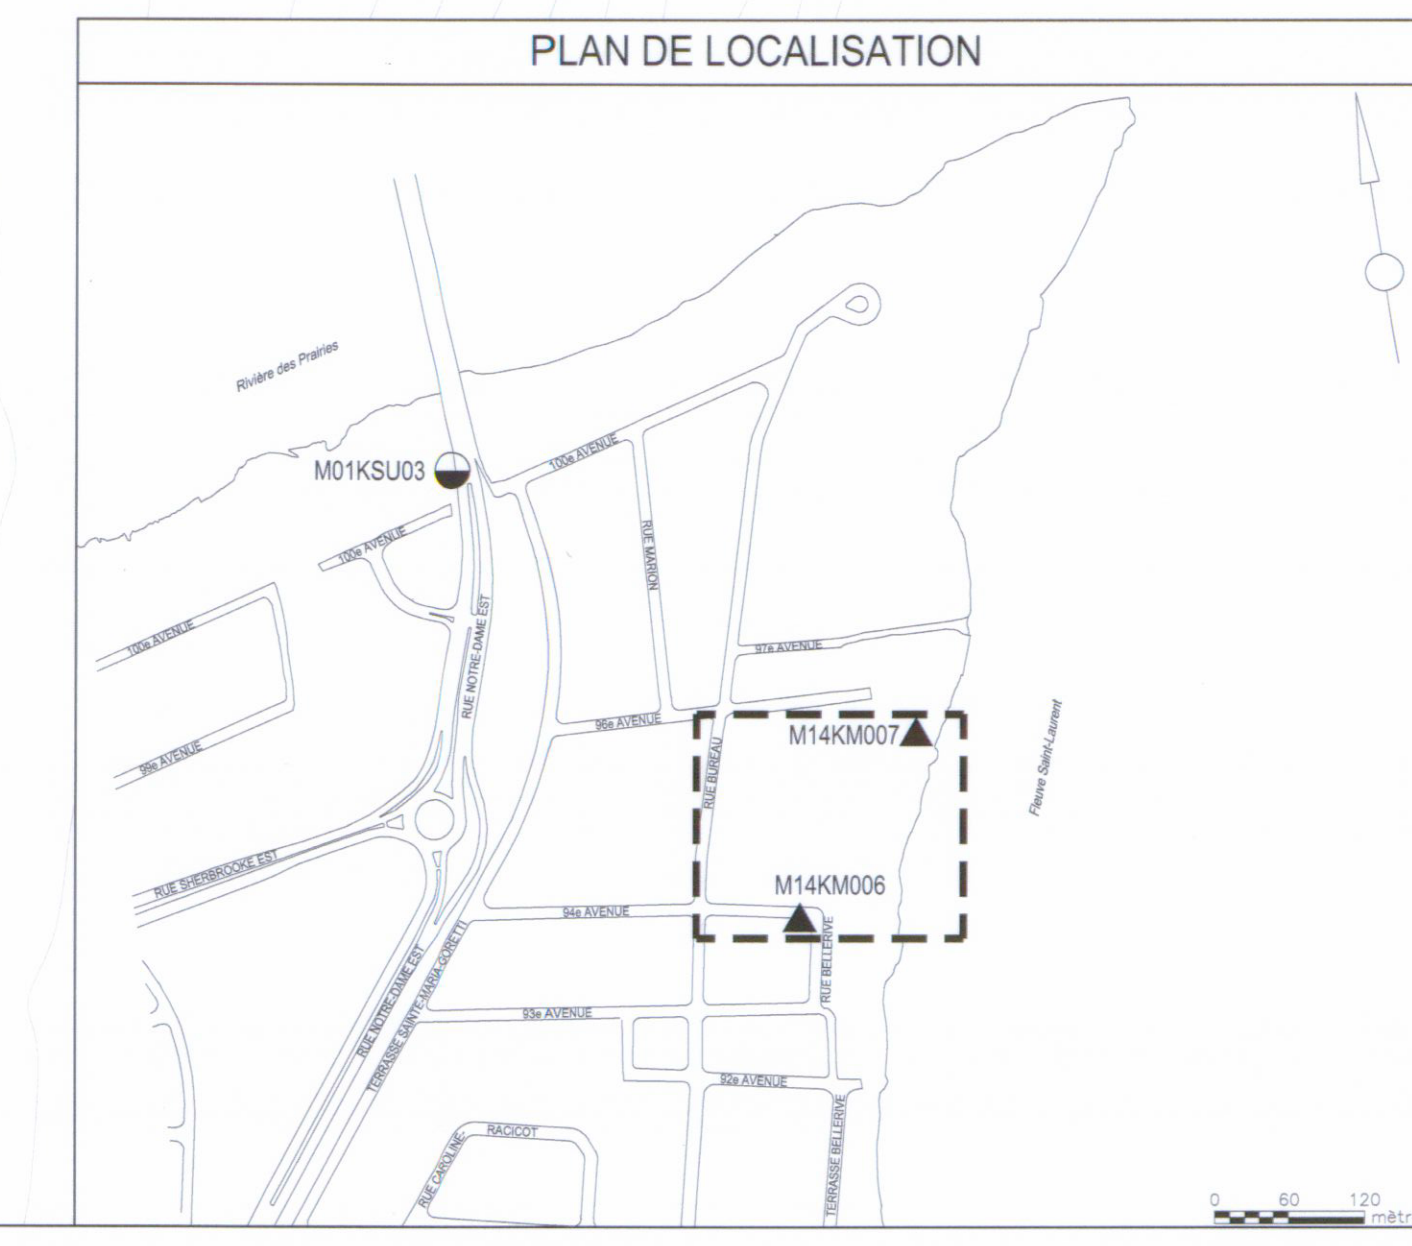 PLAN DE LOCALISATION
Rivière des Prairies
M01KSU03
100e AVENUE
100e AVENUE
RUE MARION
100e AVENUE
RUE NOTRE-DAME EST
97e AVENUE
99e AVENUE
96e AVENUE
M14KM007
RUE BUREAU
Fleuve Saint-Laurent
RUE SHERBROOKE EST
M14KM006
94e AVENUE
RUE BELLERIVE
RUE NOTRE-DAME EST
TERRASSE SAINTE-MARIA-GORETTI
93e AVENUE
92e AVENUE
RUE CAROLINE-
RACICOT
TERRASSE BELLERIVE
0 60 120
mètr